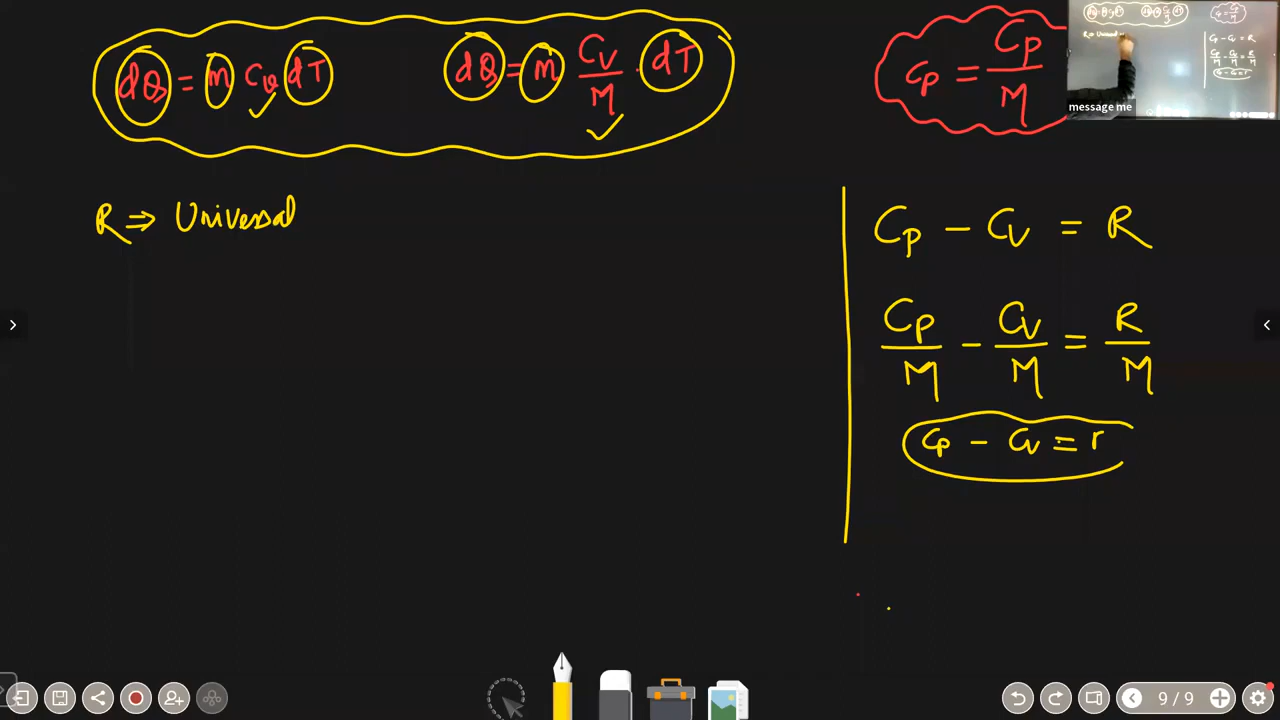 dQ = m Cv dT
dQ = m Cv/M . dT
Cp = Cp/M
message me
R ⇒ Universal
Cp − Cv = R
Cp/M − Cv/M = R/M
Cp − Cv = r
9/9